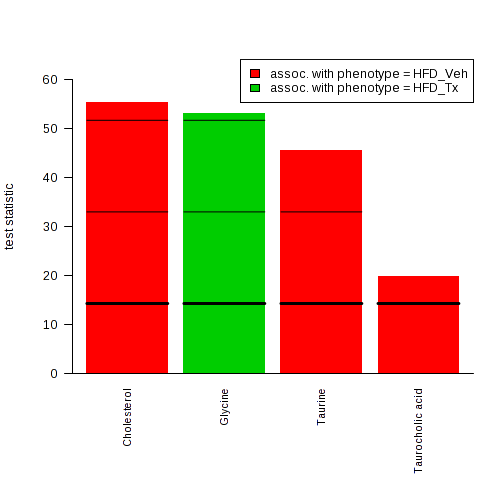 assoc. with phenotype = HFD_Veh
assoc. with phenotype = HFD_Tx
test statistic
60
50
40
30
20
10
0
Cholesterol
Glycine
Taurine
Taurocholic acid